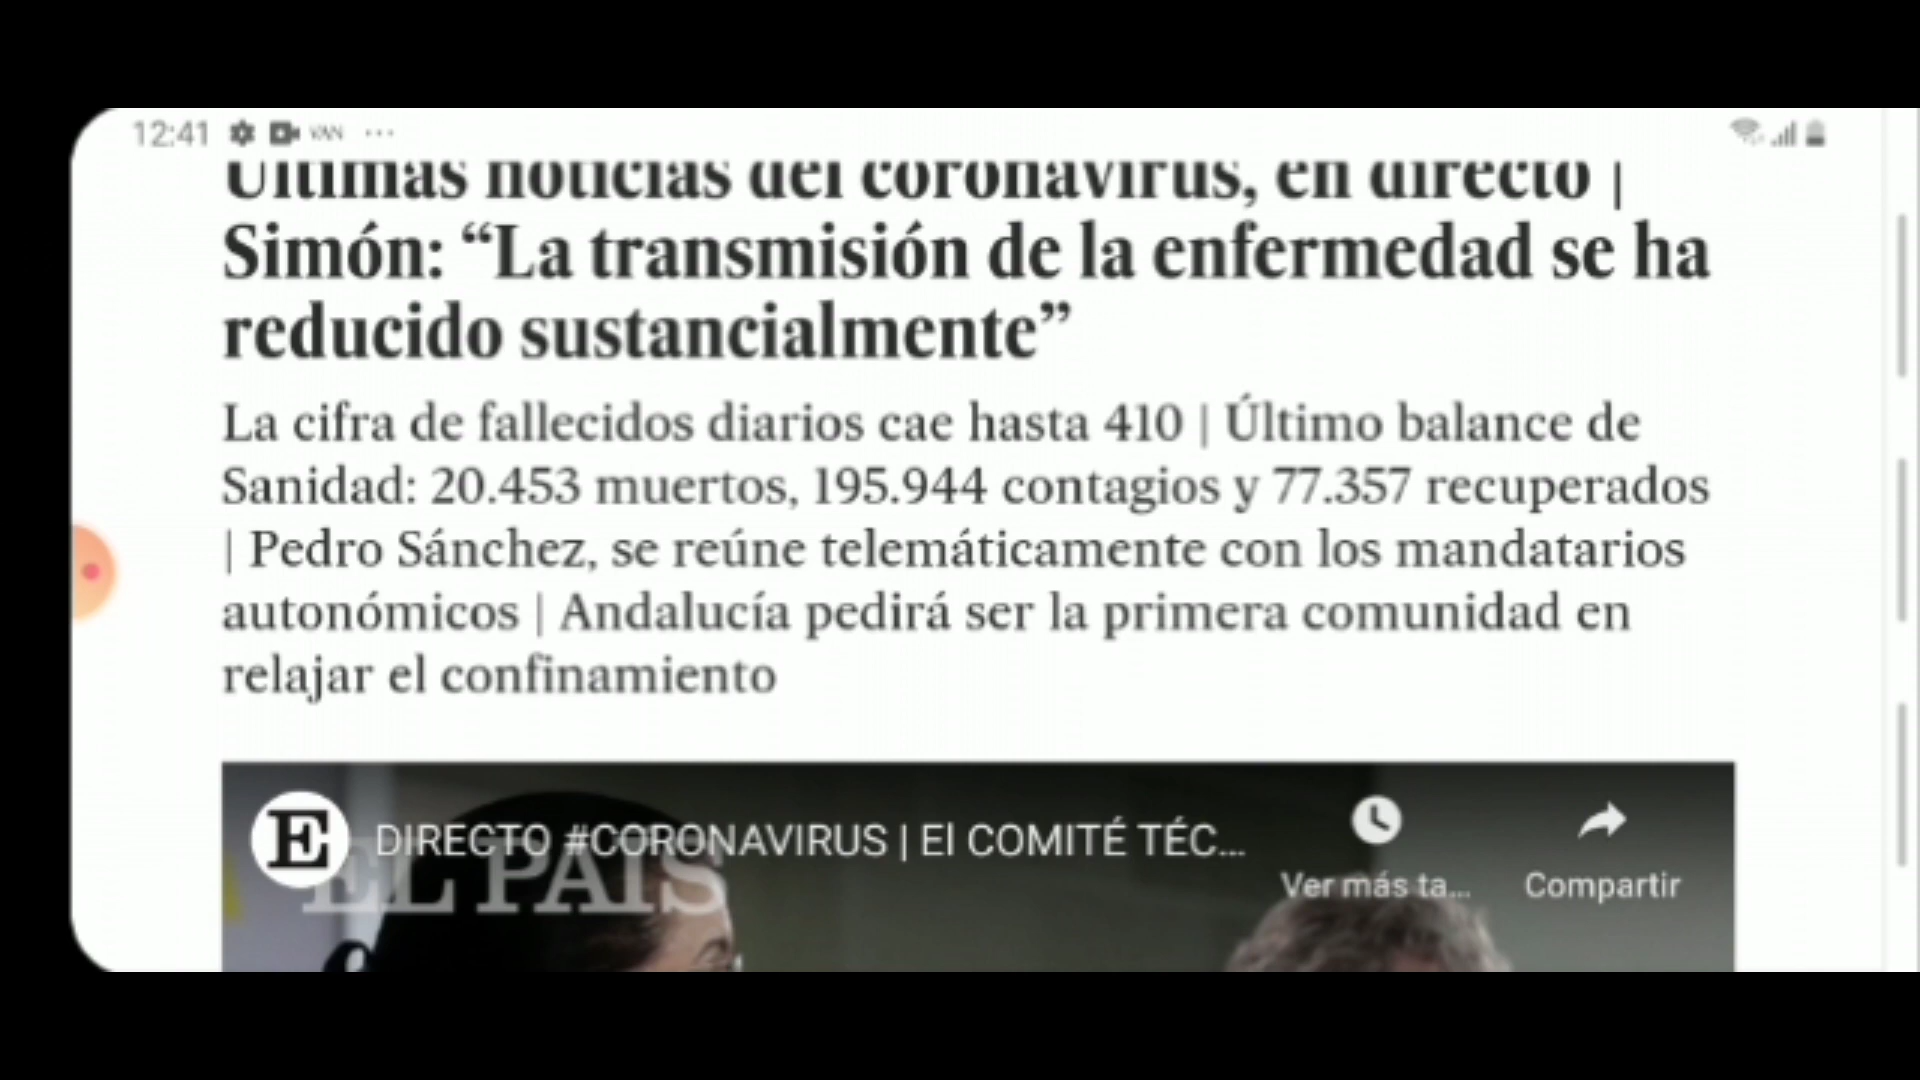 12:41 VAN ...
Últimas noticias del coronavirus, en directo |
Simón: “La transmisión de la enfermedad se ha
reducido sustancialmente”
La cifra de fallecidos diarios cae hasta 410 | Último balance de
Sanidad: 20.453 muertos, 195.944 contagios y 77.357 recuperados
| Pedro Sánchez, se reúne telemáticamente con los mandatarios
autonómicos | Andalucía pedirá ser la primera comunidad en
relajar el confinamiento
E DIRECTO #CORONAVIRUS | El COMITÉ TÉC...
EL PAÍS
Ver más ta... Compartir